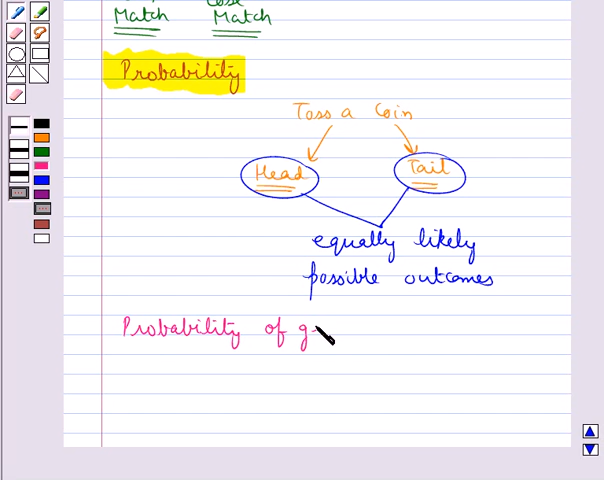 Match Match
Probability
Toss a Coin
Head Tail
equally likely
possible outcomes
Probability of g